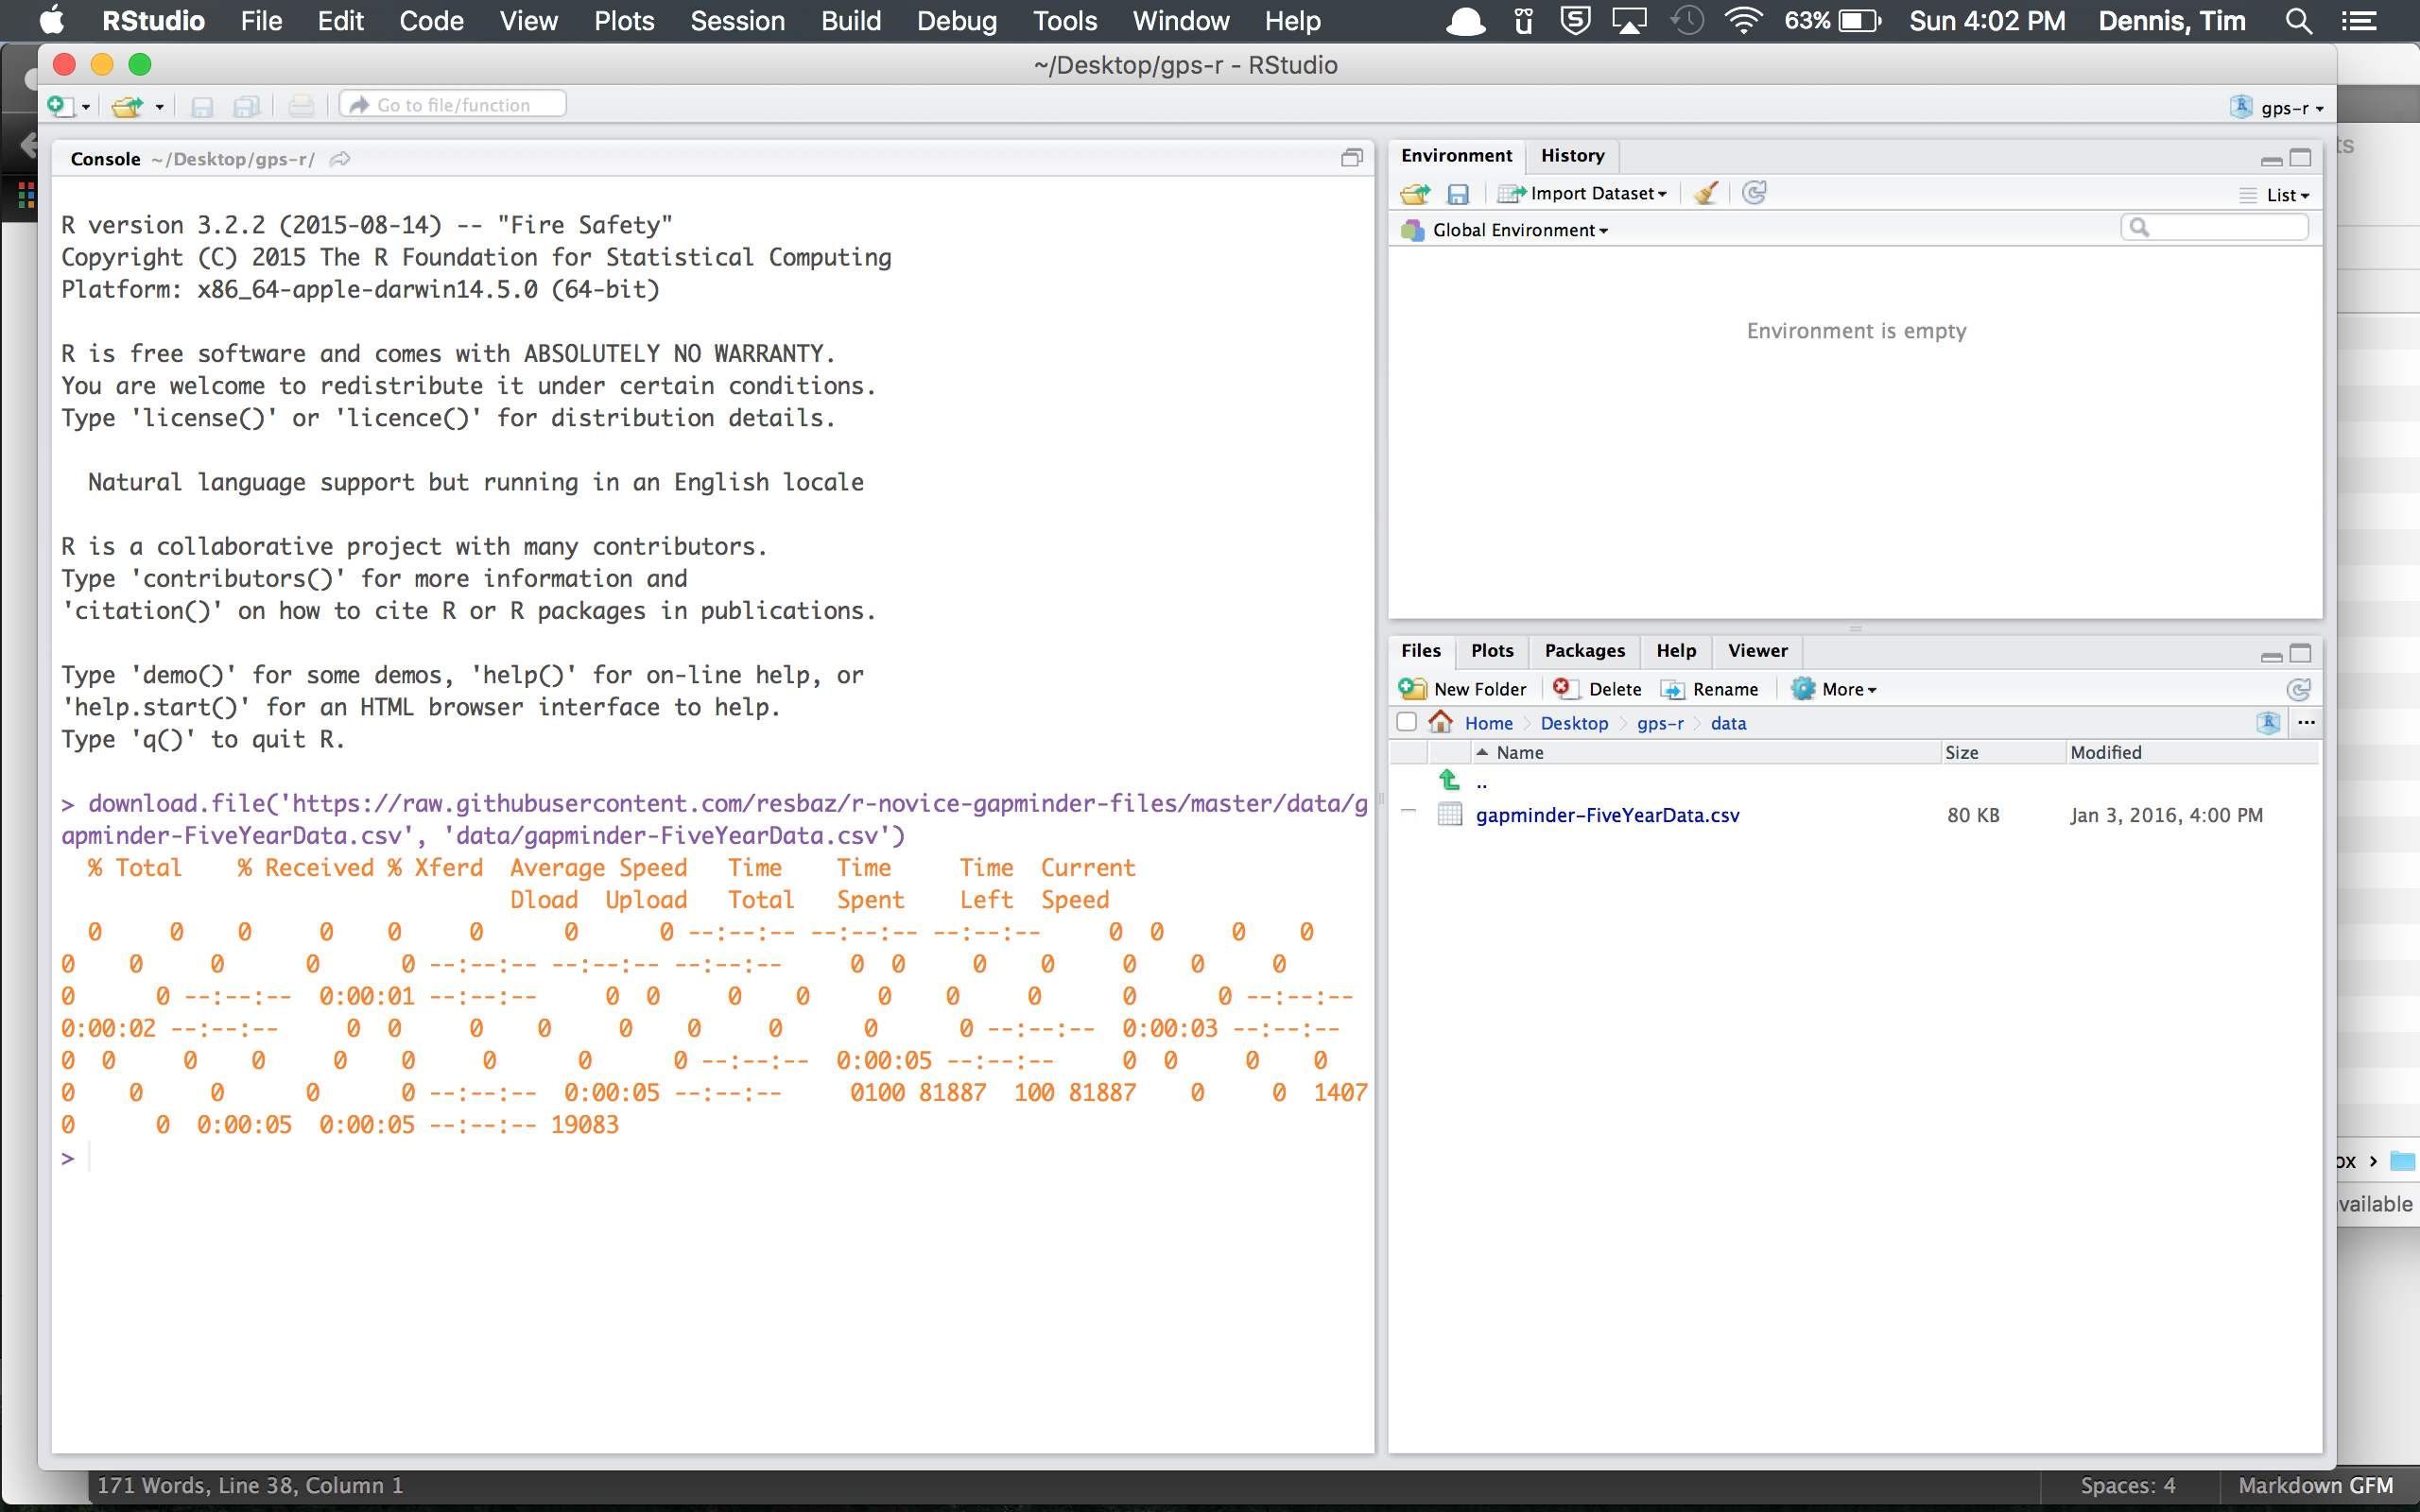 RStudio File Edit Code View Plots Session Build Debug Tools Window Help 63% Sun 4:02 PM Dennis, Tim
~/Desktop/gps-r - RStudio
Go to file/function gps-r
Console ~/Desktop/gps-r/
R version 3.2.2 (2015-08-14) -- "Fire Safety"
Copyright (C) 2015 The R Foundation for Statistical Computing
Platform: x86_64-apple-darwin14.5.0 (64-bit)
R is free software and comes with ABSOLUTELY NO WARRANTY.
You are welcome to redistribute it under certain conditions.
Type 'license()' or 'licence()' for distribution details.
Natural language support but running in an English locale
R is a collaborative project with many contributors.
Type 'contributors()' for more information and
'citation()' on how to cite R or R packages in publications.
Type 'demo()' for some demos, 'help()' for on-line help, or
'help.start()' for an HTML browser interface to help.
Type 'q()' to quit R.
> download.file('https://raw.githubusercontent.com/resbaz/r-novice-gapminder-files/master/data/g
apminder-FiveYearData.csv', 'data/gapminder-FiveYearData.csv')
% Total % Received % Xferd Average Speed Time Time Time Current
Dload Upload Total Spent Left Speed
0 0 0 0 0 0 0 0 --:--:-- --:--:-- --:--:-- 0 0 0 0
0 0 0 0 0 --:--:-- --:--:-- --:--:-- 0 0 0 0 0 0 0
0 0 --:--:-- 0:00:01 --:--:-- 0 0 0 0 0 0 0 0 0 --:--:--
0:00:02 --:--:-- 0 0 0 0 0 0 0 0 0 --:--:-- 0:00:03 --:--:--
0 0 0 0 0 0 0 0 0 --:--:-- 0:00:05 --:--:-- 0 0 0 0
0 0 0 0 0 --:--:-- 0:00:05 --:--:-- 0100 81887 100 81887 0 0 1407
0 0 0:00:05 0:00:05 --:--:-- 19083
>
Environment History
Import Dataset List
Global Environment
Environment is empty
Files Plots Packages Help Viewer
New Folder Delete Rename More
Home Desktop gps-r data
Name Size Modified
..
gapminder-FiveYearData.csv 80 KB Jan 3, 2016, 4:00 PM
ts
ox
vailable
171 Words, Line 38, Column 1 Spaces: 4 Markdown GFM